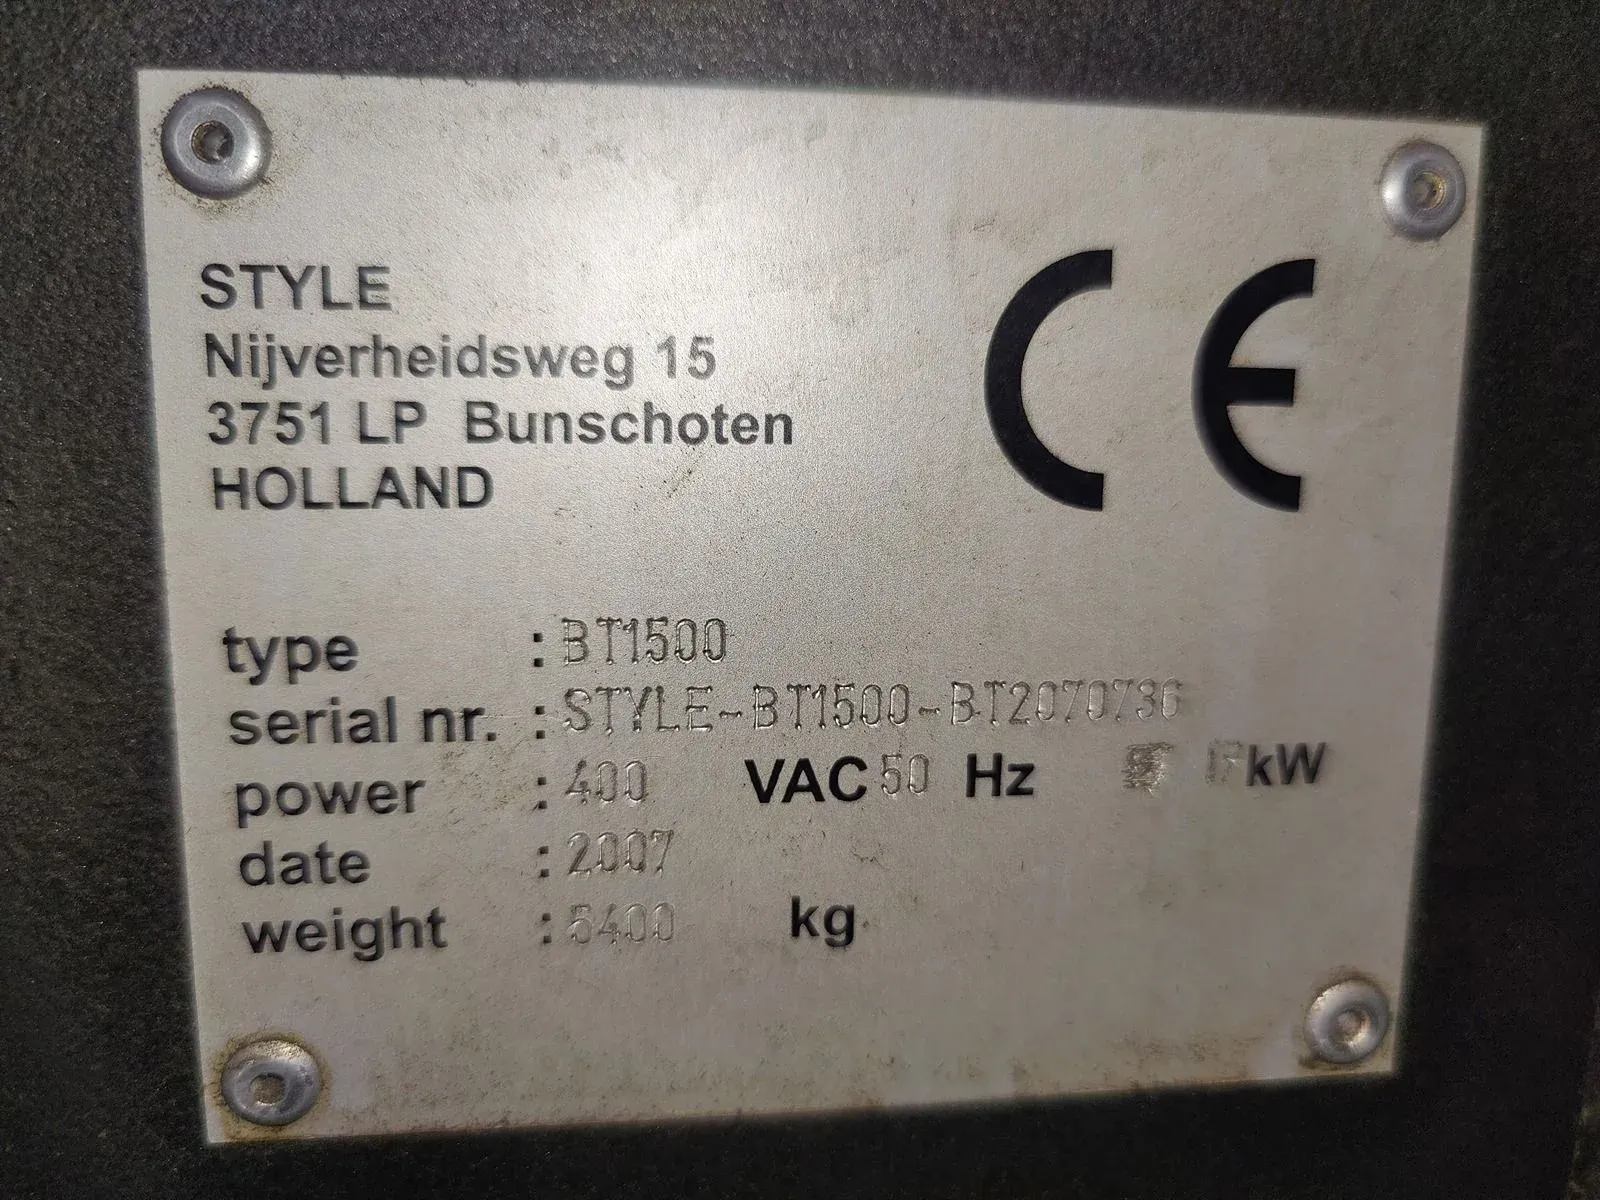 STYLE
Nijverheidsweg 15
3751 LP Bunschoten
HOLLAND
CE
type : BT1500
serial nr. : STYLE-BT1500-BT2070736
power : 400 VAC 50 Hz kW
date : 2007
weight : 5400 kg